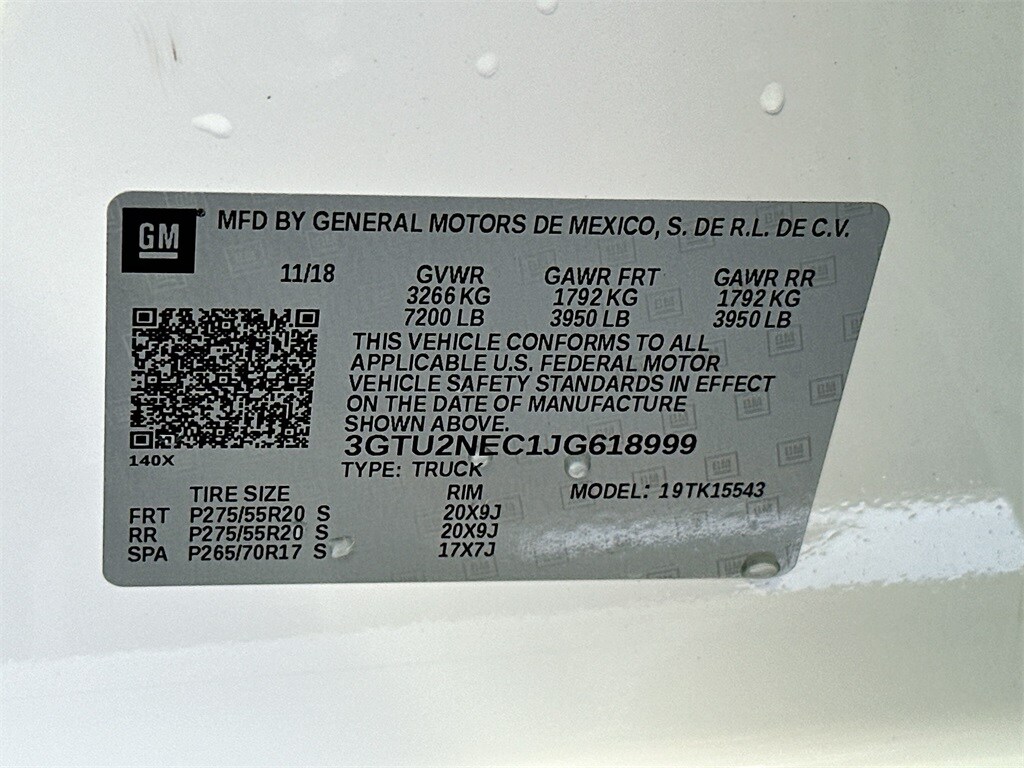 GM® MFD BY GENERAL MOTORS DE MEXICO, S. DE R.L. DE C.V.
11/18 GVWR GAWR FRT GAWR RR
3266 KG 1792 KG 1792 KG
7200 LB 3950 LB 3950 LB
THIS VEHICLE CONFORMS TO ALL
APPLICABLE U.S. FEDERAL MOTOR
VEHICLE SAFETY STANDARDS IN EFFECT
ON THE DATE OF MANUFACTURE
SHOWN ABOVE.
3GTU2NEC1JG618999
140X TYPE: TRUCK
TIRE SIZE RIM MODEL: 19TK15543
FRT P275/55R20 S 20X9J
RR P275/55R20 S 20X9J
SPA P265/70R17 S 17X7J